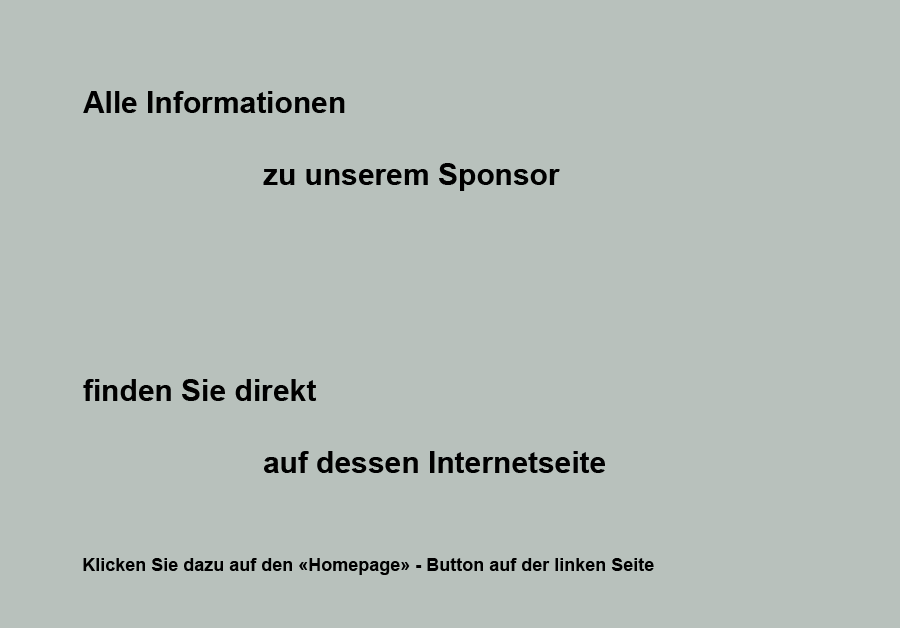 Alle Informationen
zu unserem Sponsor
finden Sie direkt
auf dessen Internetseite
Klicken Sie dazu auf den «Homepage» - Button auf der linken Seite